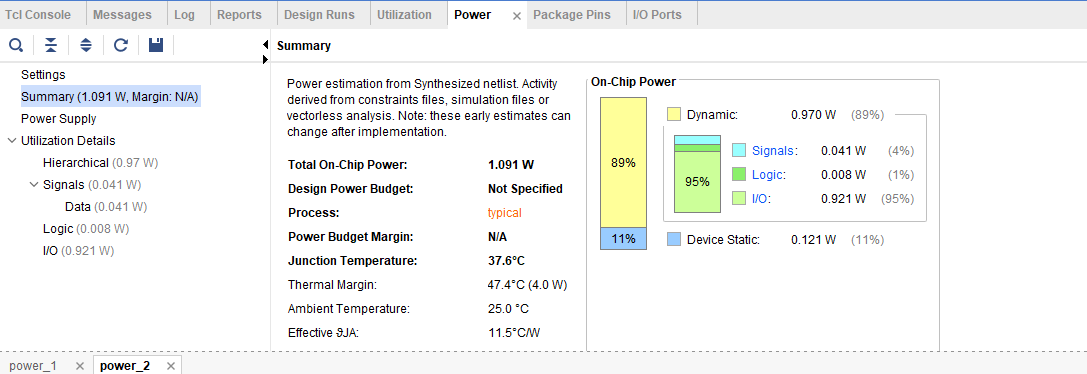 Tcl Console Messages Log Reports Design Runs Utilization Power × Package Pins I/O Ports
Summary
Settings
Summary (1.091 W, Margin: N/A)
Power Supply
Utilization Details
Hierarchical (0.97 W)
Signals (0.041 W)
Data (0.041 W)
Logic (0.008 W)
I/O (0.921 W)
Power estimation from Synthesized netlist. Activity
derived from constraints files, simulation files or
vectorless analysis. Note: these early estimates can
change after implementation.
Total On-Chip Power: 1.091 W
Design Power Budget: Not Specified
Process: typical
Power Budget Margin: N/A
Junction Temperature: 37.6°C
Thermal Margin: 47.4°C (4.0 W)
Ambient Temperature: 25.0 °C
Effective ϑJA: 11.5°C/W
On-Chip Power
89%
11%
Dynamic: 0.970 W (89%)
95%
Signals: 0.041 W (4%)
Logic: 0.008 W (1%)
I/O: 0.921 W (95%)
Device Static: 0.121 W (11%)
power_1 × power_2 ×